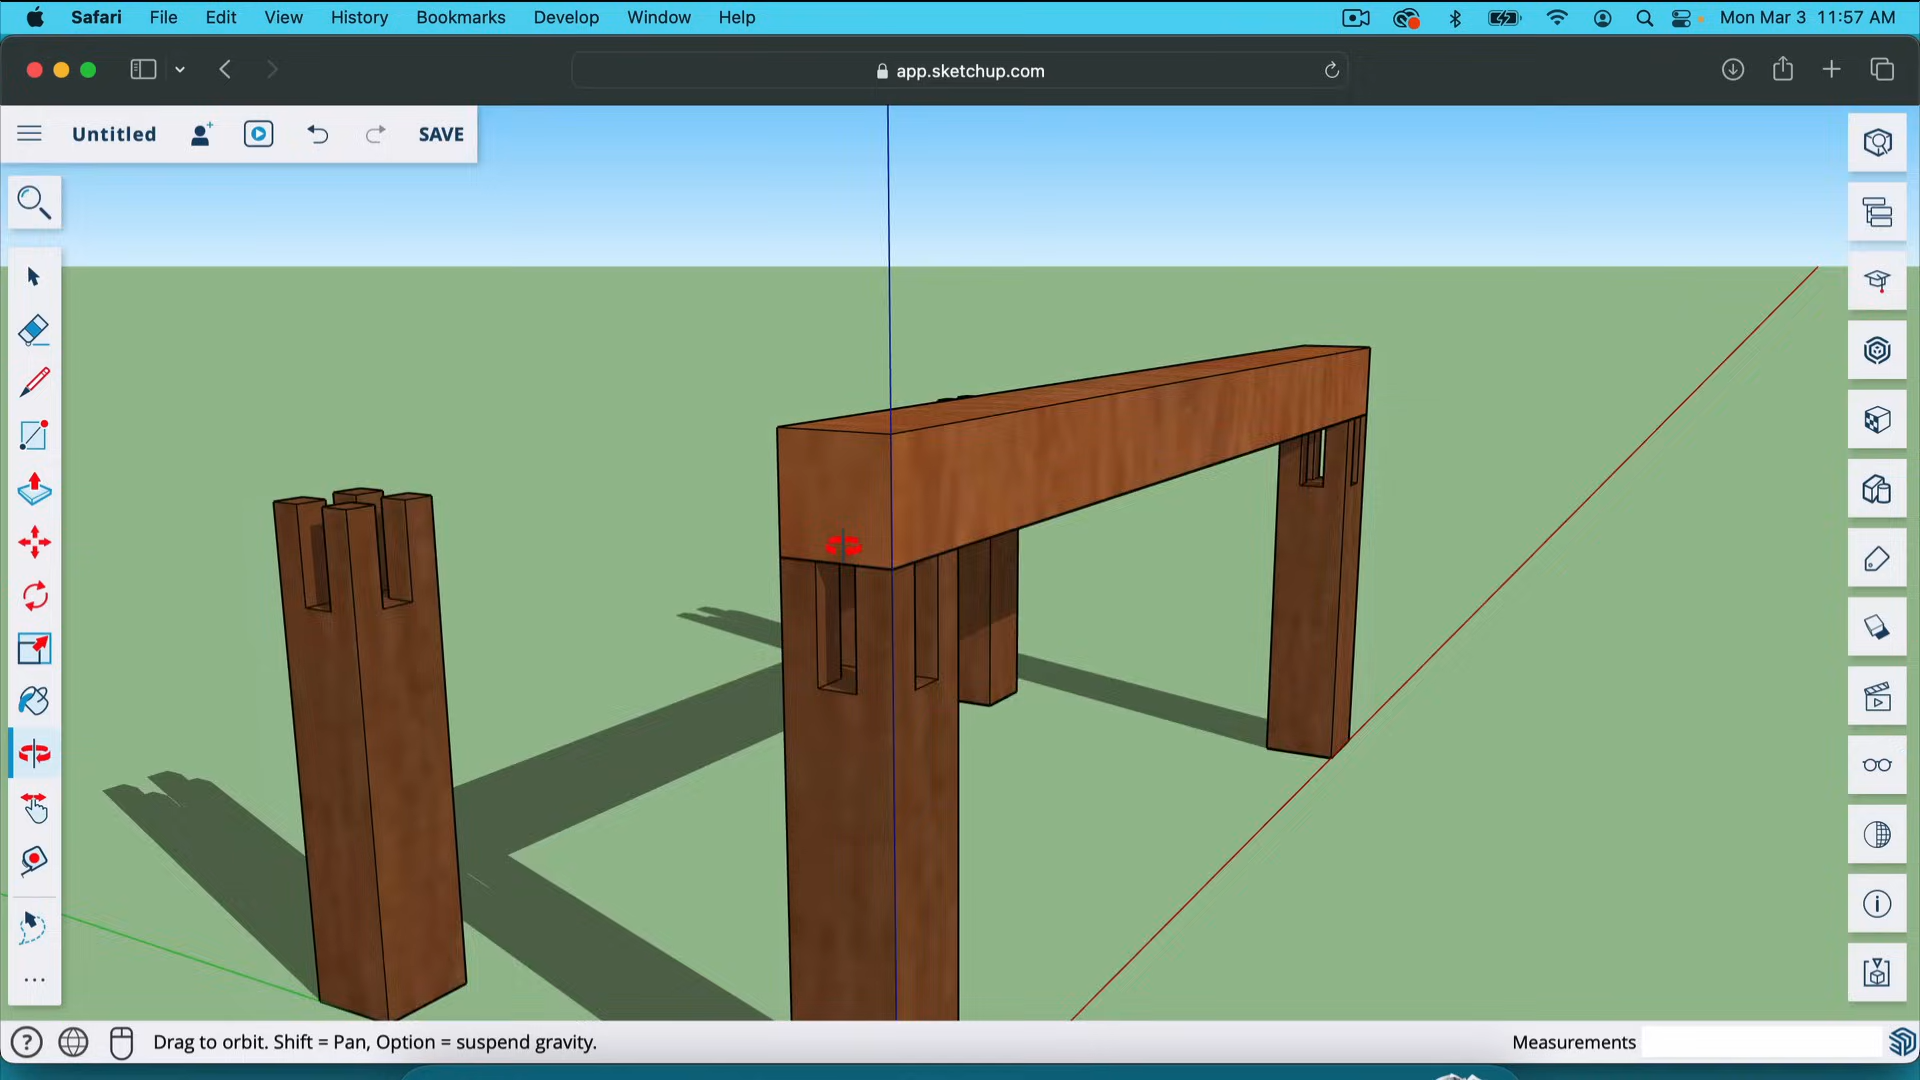 Safari File Edit View History Bookmarks Develop Window Help Mon Mar 3 11:57 AM
app.sketchup.com
Untitled SAVE
Drag to orbit. Shift = Pan, Option = suspend gravity. Measurements